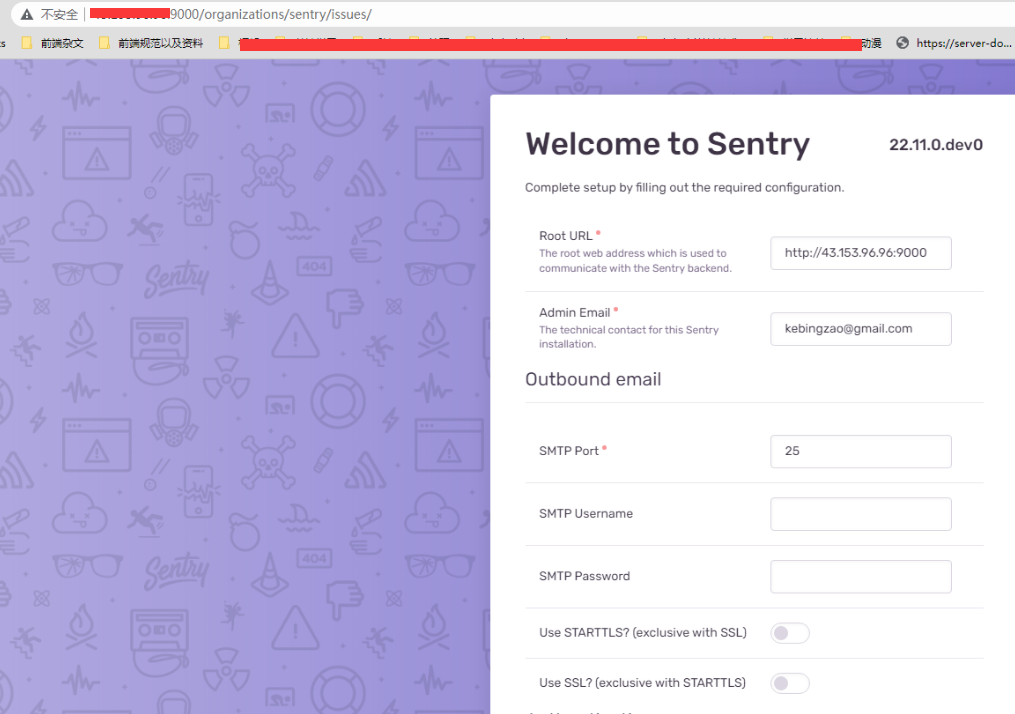 不安全
:9000/organizations/sentry/issues/
前端杂文
前端规范以及资料
动漫
https://server-do...
Welcome to Sentry
22.11.0.dev0
Complete setup by filling out the required configuration.
Root URL *
The root web address which is used to
communicate with the Sentry backend.
http://43.153.96.96:9000
Admin Email *
The technical contact for this Sentry
installation.
kebingzao@gmail.com
Outbound email
SMTP Port *
25
SMTP Username
SMTP Password
Use STARTTLS? (exclusive with SSL)
Use SSL? (exclusive with STARTTLS)
404
Sentry
404
Sentry